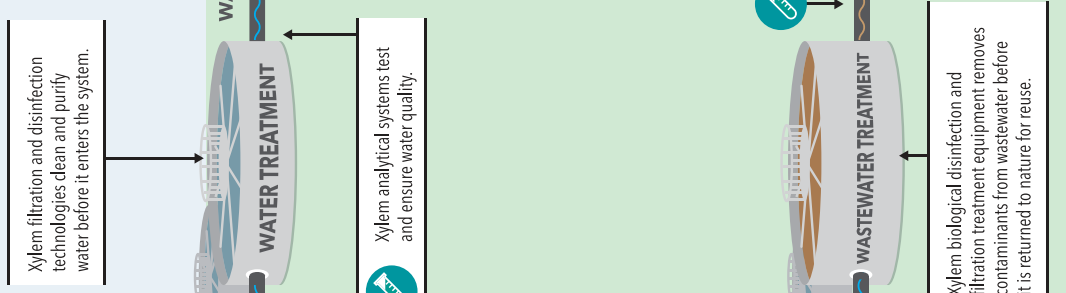 Xylem filtration and disinfection
technologies clean and purify
water before it enters the system.
WATER TREATMENT
Xylem analytical systems test
and ensure water quality.
WASTEWATER TREATMENT
Xylem biological disinfection and
filtration treatment equipment removes
contaminants from wastewater before
it is returned to nature for reuse.